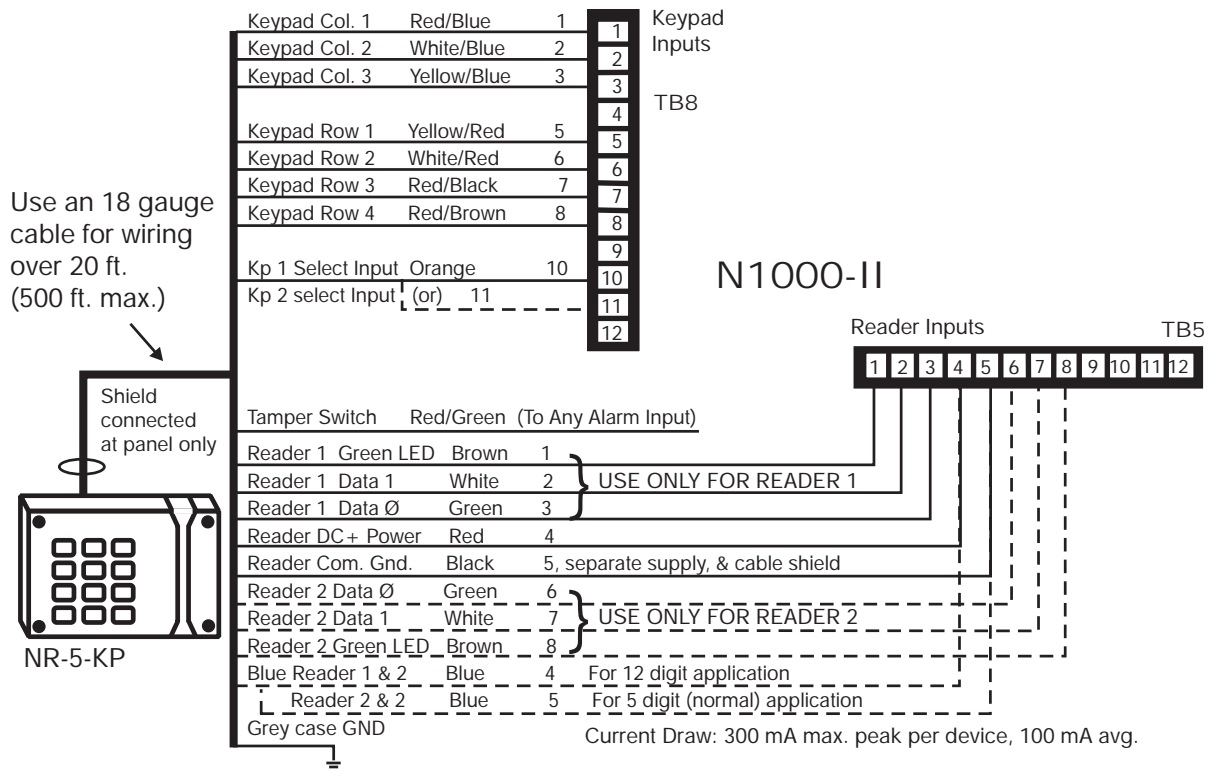 Keypad Col. 1 Red/Blue 1
Keypad Col. 2 White/Blue 2
Keypad Col. 3 Yellow/Blue 3
Keypad Row 1 Yellow/Red 5
Keypad Row 2 White/Red 6
Keypad Row 3 Red/Black 7
Keypad Row 4 Red/Brown 8
Kp 1 Select Input Orange 10
Kp 2 select Input (or) 11
1
2
3
4
5
6
7
8
9
10
11
12
Keypad
Inputs
TB8
Use an 18 gauge
cable for wiring
over 20 ft.
(500 ft. max.)
N1000-II
Reader Inputs TB5
1 2 3 4 5 6 7 8 9 10 11 12
Shield
connected
at panel only
NR-5-KP
Tamper Switch Red/Green (To Any Alarm Input)
Reader 1 Green LED Brown 1
Reader 1 Data 1 White 2
Reader 1 Data Ø Green 3
USE ONLY FOR READER 1
Reader DC+ Power Red 4
Reader Com. Gnd. Black 5, separate supply, & cable shield
Reader 2 Data Ø Green 6
Reader 2 Data 1 White 7
Reader 2 Green LED Brown 8
USE ONLY FOR READER 2
Blue Reader 1 & 2 Blue 4 For 12 digit application
Reader 2 & 2 Blue 5 For 5 digit (normal) application
Grey case GND
Current Draw: 300 mA max. peak per device, 100 mA avg.